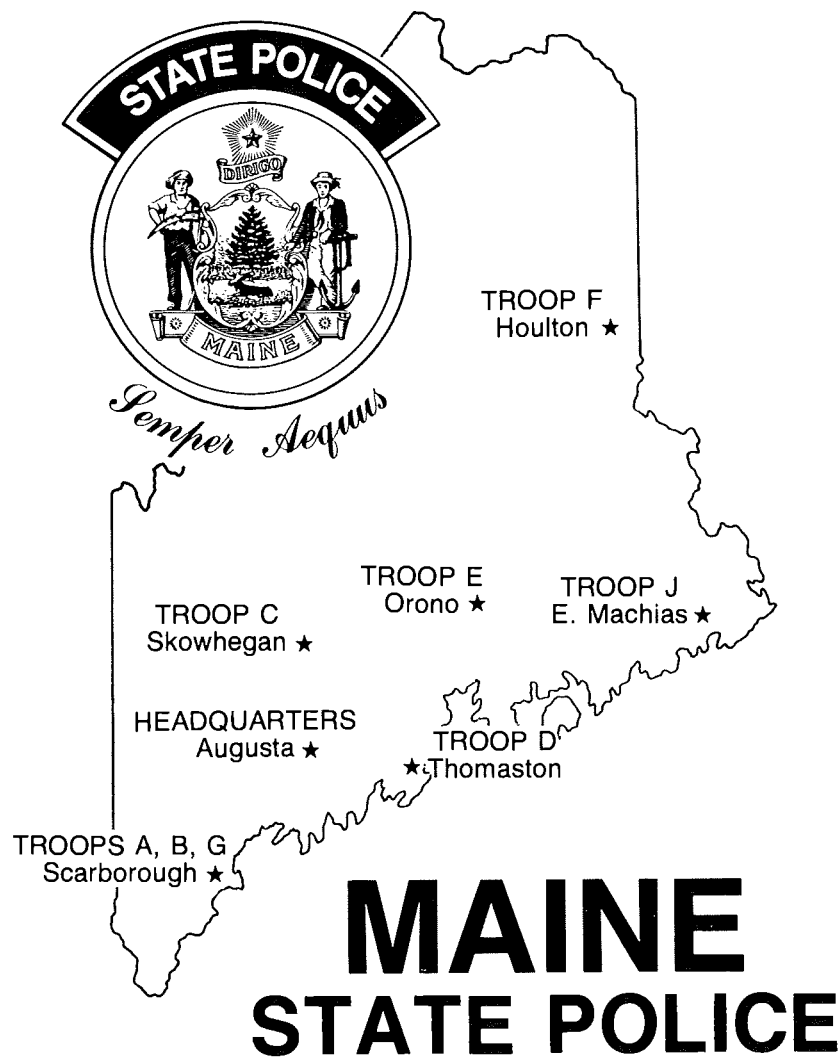 STATE POLICE
DIRIGO
MAINE
Semper Aequus
TROOP F
Houlton
TROOP E
Orono
TROOP J
E. Machias
TROOP C
Skowhegan
HEADQUARTERS
Augusta
TROOP D
Thomaston
TROOPS A, B, G
Scarborough
MAINE
STATE POLICE